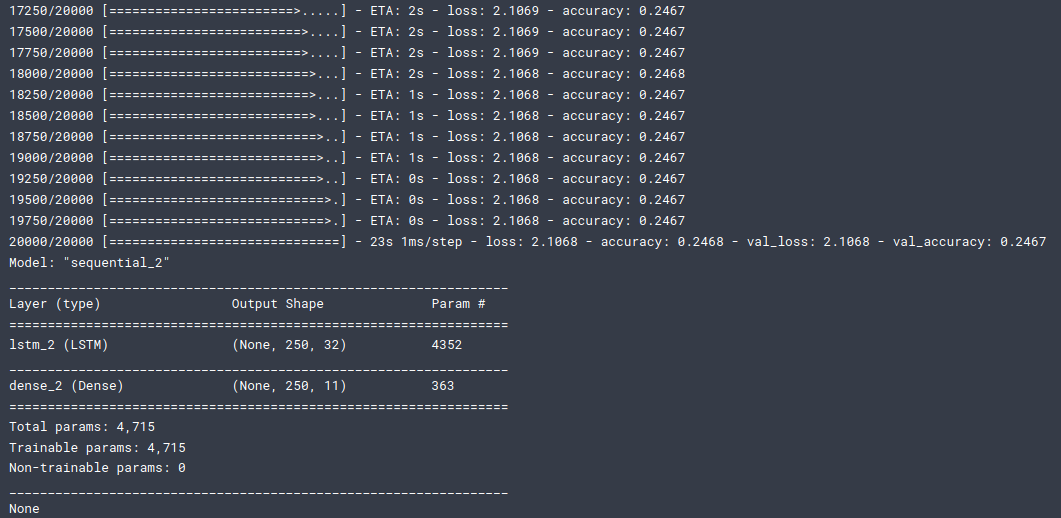 17250/20000 [=========================>.....] - ETA: 2s - loss: 2.1069 - accuracy: 0.2467
17500/20000 [==========================>....] - ETA: 2s - loss: 2.1069 - accuracy: 0.2467
17750/20000 [==========================>....] - ETA: 2s - loss: 2.1069 - accuracy: 0.2467
18000/20000 [===========================>...] - ETA: 2s - loss: 2.1068 - accuracy: 0.2468
18250/20000 [===========================>...] - ETA: 1s - loss: 2.1068 - accuracy: 0.2467
18500/20000 [===========================>...] - ETA: 1s - loss: 2.1068 - accuracy: 0.2467
18750/20000 [============================>..] - ETA: 1s - loss: 2.1068 - accuracy: 0.2467
19000/20000 [============================>..] - ETA: 1s - loss: 2.1068 - accuracy: 0.2467
19250/20000 [============================>..] - ETA: 0s - loss: 2.1068 - accuracy: 0.2467
19500/20000 [=============================>.] - ETA: 0s - loss: 2.1068 - accuracy: 0.2467
19750/20000 [=============================>.] - ETA: 0s - loss: 2.1068 - accuracy: 0.2467
20000/20000 [==============================] - 23s 1ms/step - loss: 2.1068 - accuracy: 0.2468 - val_loss: 2.1068 - val_accuracy: 0.2467
Model: "sequential_2"
_________________________________________________________________
Layer (type)                 Output Shape              Param #
=================================================================
lstm_2 (LSTM)                (None, 250, 32)           4352
_________________________________________________________________
dense_2 (Dense)              (None, 250, 11)           363
=================================================================
Total params: 4,715
Trainable params: 4,715
Non-trainable params: 0
_________________________________________________________________
None